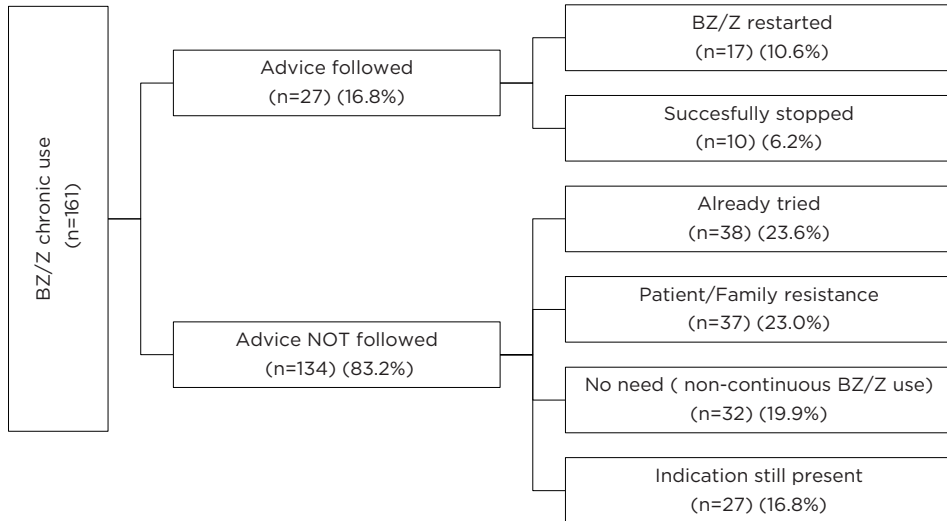 BZ/Z chronic use
(n=161)
Advice followed
(n=27) (16.8%)
BZ/Z restarted
(n=17) (10.6%)
Succesfully stopped
(n=10) (6.2%)
Advice NOT followed
(n=134) (83.2%)
Already tried
(n=38) (23.6%)
Patient/Family resistance
(n=37) (23.0%)
No need ( non-continuous BZ/Z use)
(n=32) (19.9%)
Indication still present
(n=27) (16.8%)